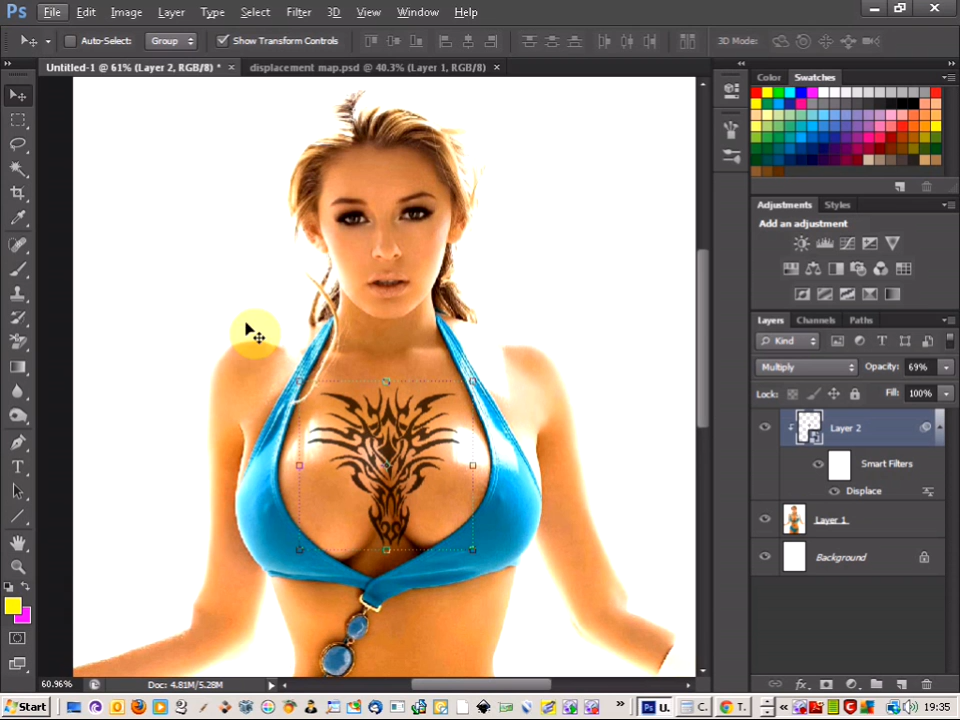 Ps File Edit Image Layer Type Select Filter 3D View Window Help
Auto-Select: Group Show Transform Controls 3D Mode:
Untitled-1 @ 61% (Layer 2, RGB/8) * × displacement map.psd @ 40.3% (Layer 1, RGB/8) ×
Color Swatches
Adjustments Styles
Add an adjustment
Layers Channels Paths
Kind
Multiply Opacity: 69%
Lock: Fill: 100%
Layer 2
Smart Filters
Displace
Layer 1
Background
60.96% Doc: 4.81M/5.28M
fx
Start u. C. T. 19:35